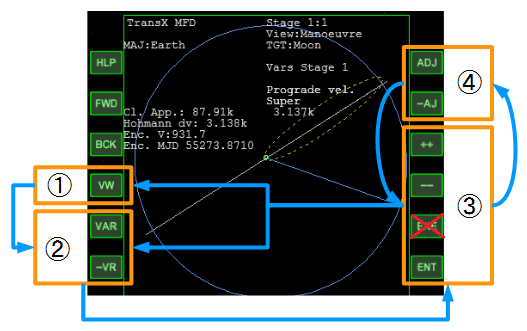 TransX MFD
Stage 1:1
View:Manoeuvre
MAJ:Earth
TGT:Moon
Vars Stage 1
Prograde vel.
Super
3.137k
Cl. App.: 87.91k
Hohmann dv: 3.138k
Enc. V:931.7
Enc. MJD 55273.8710
HLP
FWD
BCK
①
VW
②
VAR
-VR
ADJ
④
-AJ
++
--
③
EXE
ENT